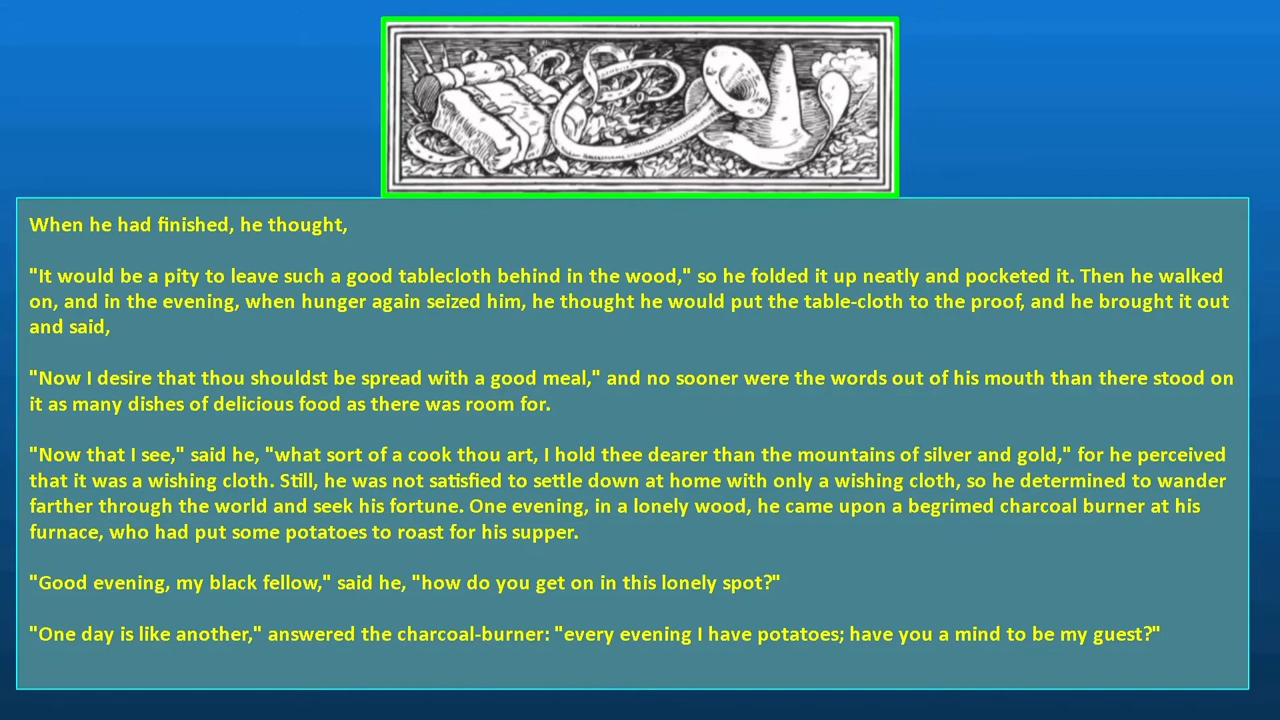 When he had finished, he thought,
"It would be a pity to leave such a good tablecloth behind in the wood," so he folded it up neatly and pocketed it. Then he walked
on, and in the evening, when hunger again seized him, he thought he would put the table-cloth to the proof, and he brought it out
and said,
"Now I desire that thou shouldst be spread with a good meal," and no sooner were the words out of his mouth than there stood on
it as many dishes of delicious food as there was room for.
"Now that I see," said he, "what sort of a cook thou art, I hold thee dearer than the mountains of silver and gold," for he perceived
that it was a wishing cloth. Still, he was not satisfied to settle down at home with only a wishing cloth, so he determined to wander
farther through the world and seek his fortune. One evening, in a lonely wood, he came upon a begrimed charcoal burner at his
furnace, who had put some potatoes to roast for his supper.
"Good evening, my black fellow," said he, "how do you get on in this lonely spot?"
"One day is like another," answered the charcoal-burner: "every evening I have potatoes; have you a mind to be my guest?"